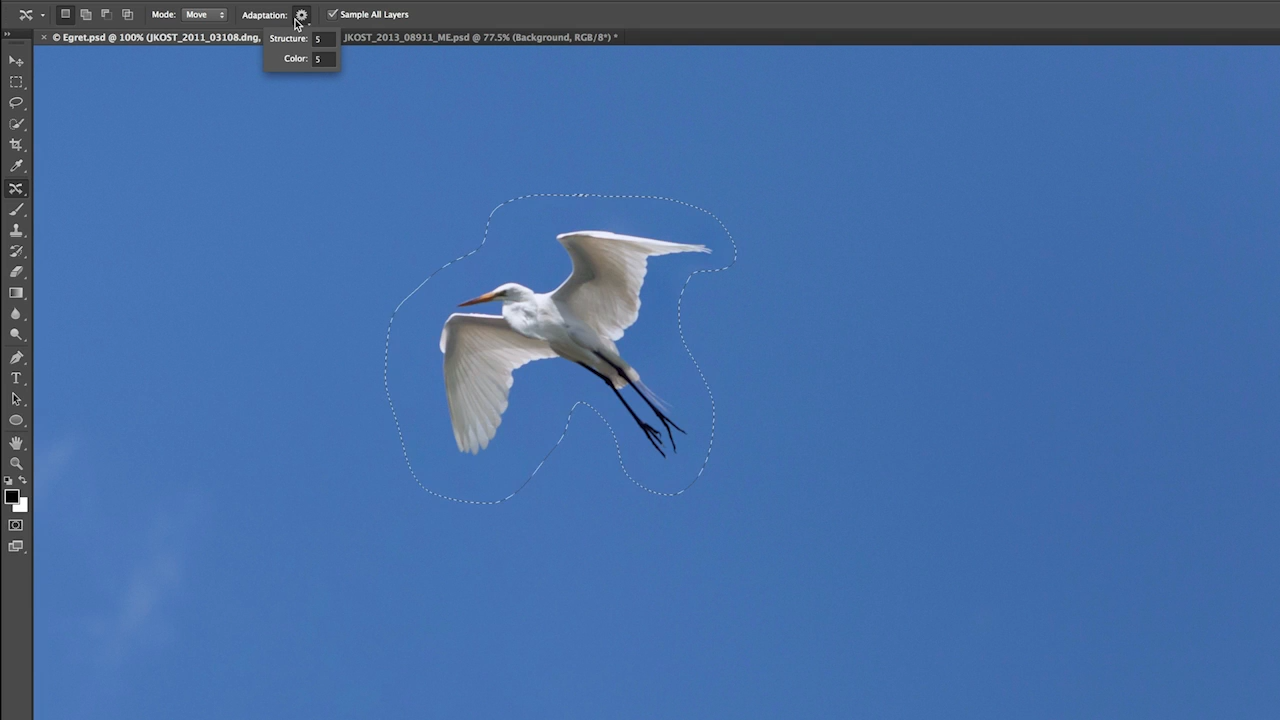 Mode: Move Adaptation: Sample All Layers
× © Egret.psd @ 100% (JKOST_2011_03108.dng, JKOST_2013_08911_ME.psd @ 77.5% (Background, RGB/8*) *
Structure: 5
Color: 5
T